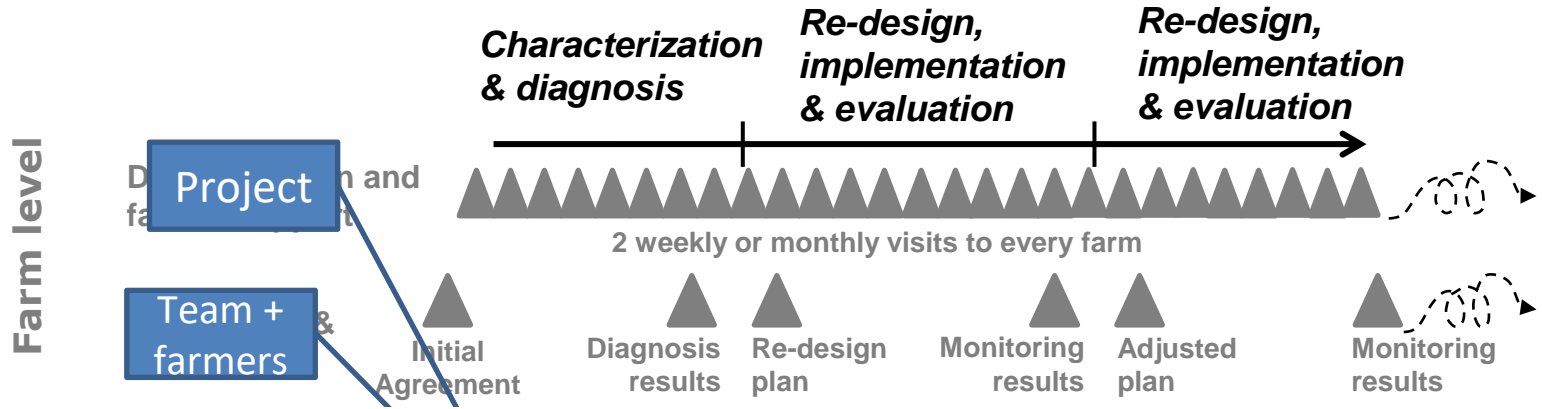 Characterization
& diagnosis
Re-design,
implementation
& evaluation
Re-design,
implementation
& evaluation
Farm level
Project
and
2 weekly or monthly visits to every farm
Team +
farmers
&
Initial
Agreement
Diagnosis
results
Re-design
plan
Monitoring
results
Adjusted
plan
Monitoring
results